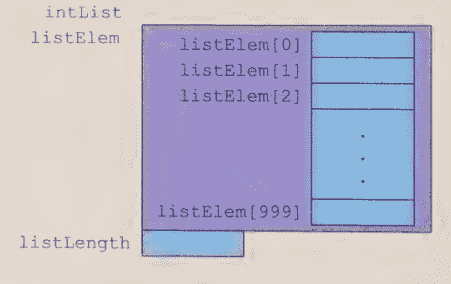 intList
listElem
listElem[0]
listElem[1]
listElem[2]
.
.
.
listElem[999]
listLength